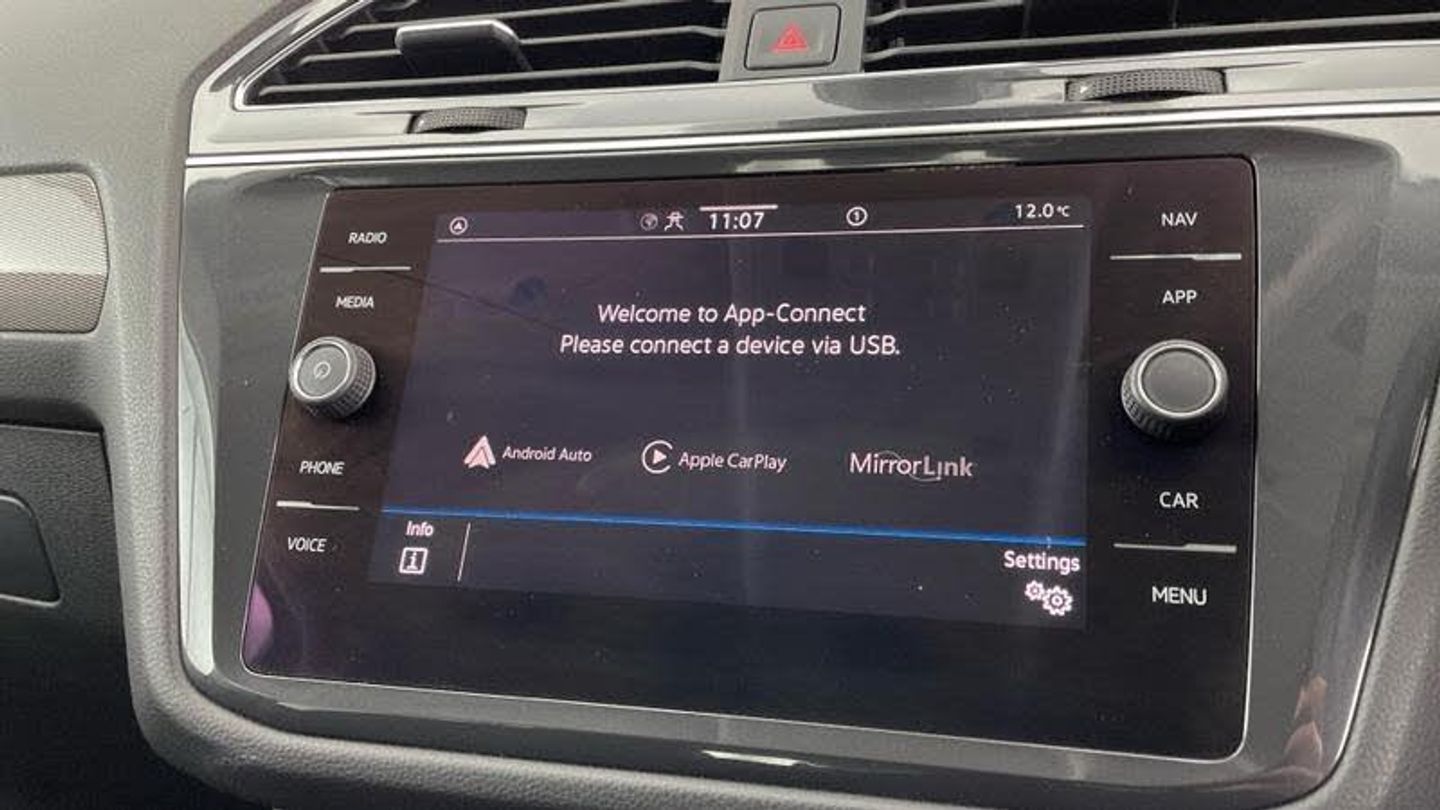 RADIO
MEDIA
PHONE
VOICE
11:07
1
12.0°C
Welcome to App-Connect
Please connect a device via USB.
Android Auto
Apple CarPlay
MirrorLink
Info
i
Settings
NAV
APP
CAR
MENU